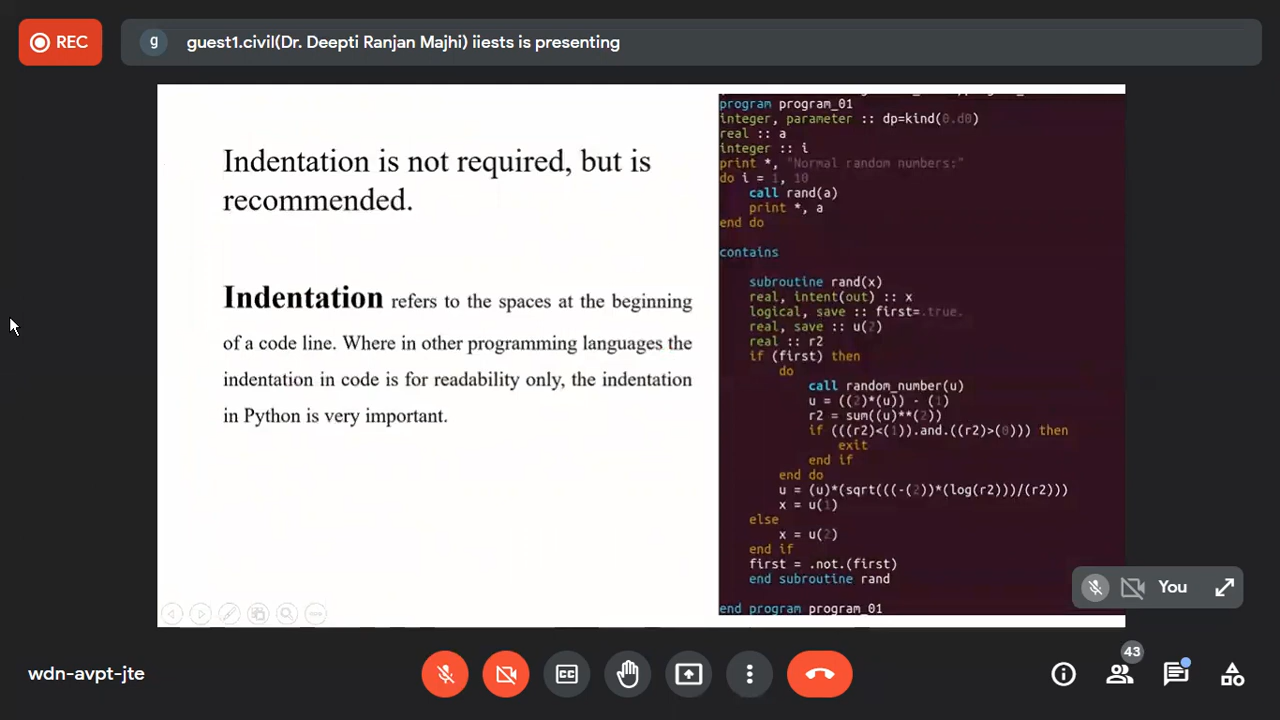 REC
g
guest1.civil(Dr. Deepti Ranjan Majhi) iiests is presenting
Indentation is not required, but is
recommended.
Indentation refers to the spaces at the beginning
of a code line. Where in other programming languages the
indentation in code is for readability only, the indentation
in Python is very important.
program program_01
integer, parameter :: dp=kind(0.d0)
real :: a
integer :: i
print *, "Normal random numbers:"
do i = 1, 10
call rand(a)
print *, a
end do
contains
subroutine rand(x)
real, intent(out) :: x
logical, save :: first=.true.
real, save :: u(2)
real :: r2
if (first) then
do
call random_number(u)
u = ((2)*(u)) - (1)
r2 = sum((u)**(2))
if (((r2)<(1)).and.((r2)>(0))) then
exit
end if
end do
u = (u)*(sqrt(((-(2))*(log(r2)))/(r2)))
x = u(1)
else
x = u(2)
end if
first = .not.(first)
end subroutine rand
end program program_01
You
wdn-avpt-jte
43